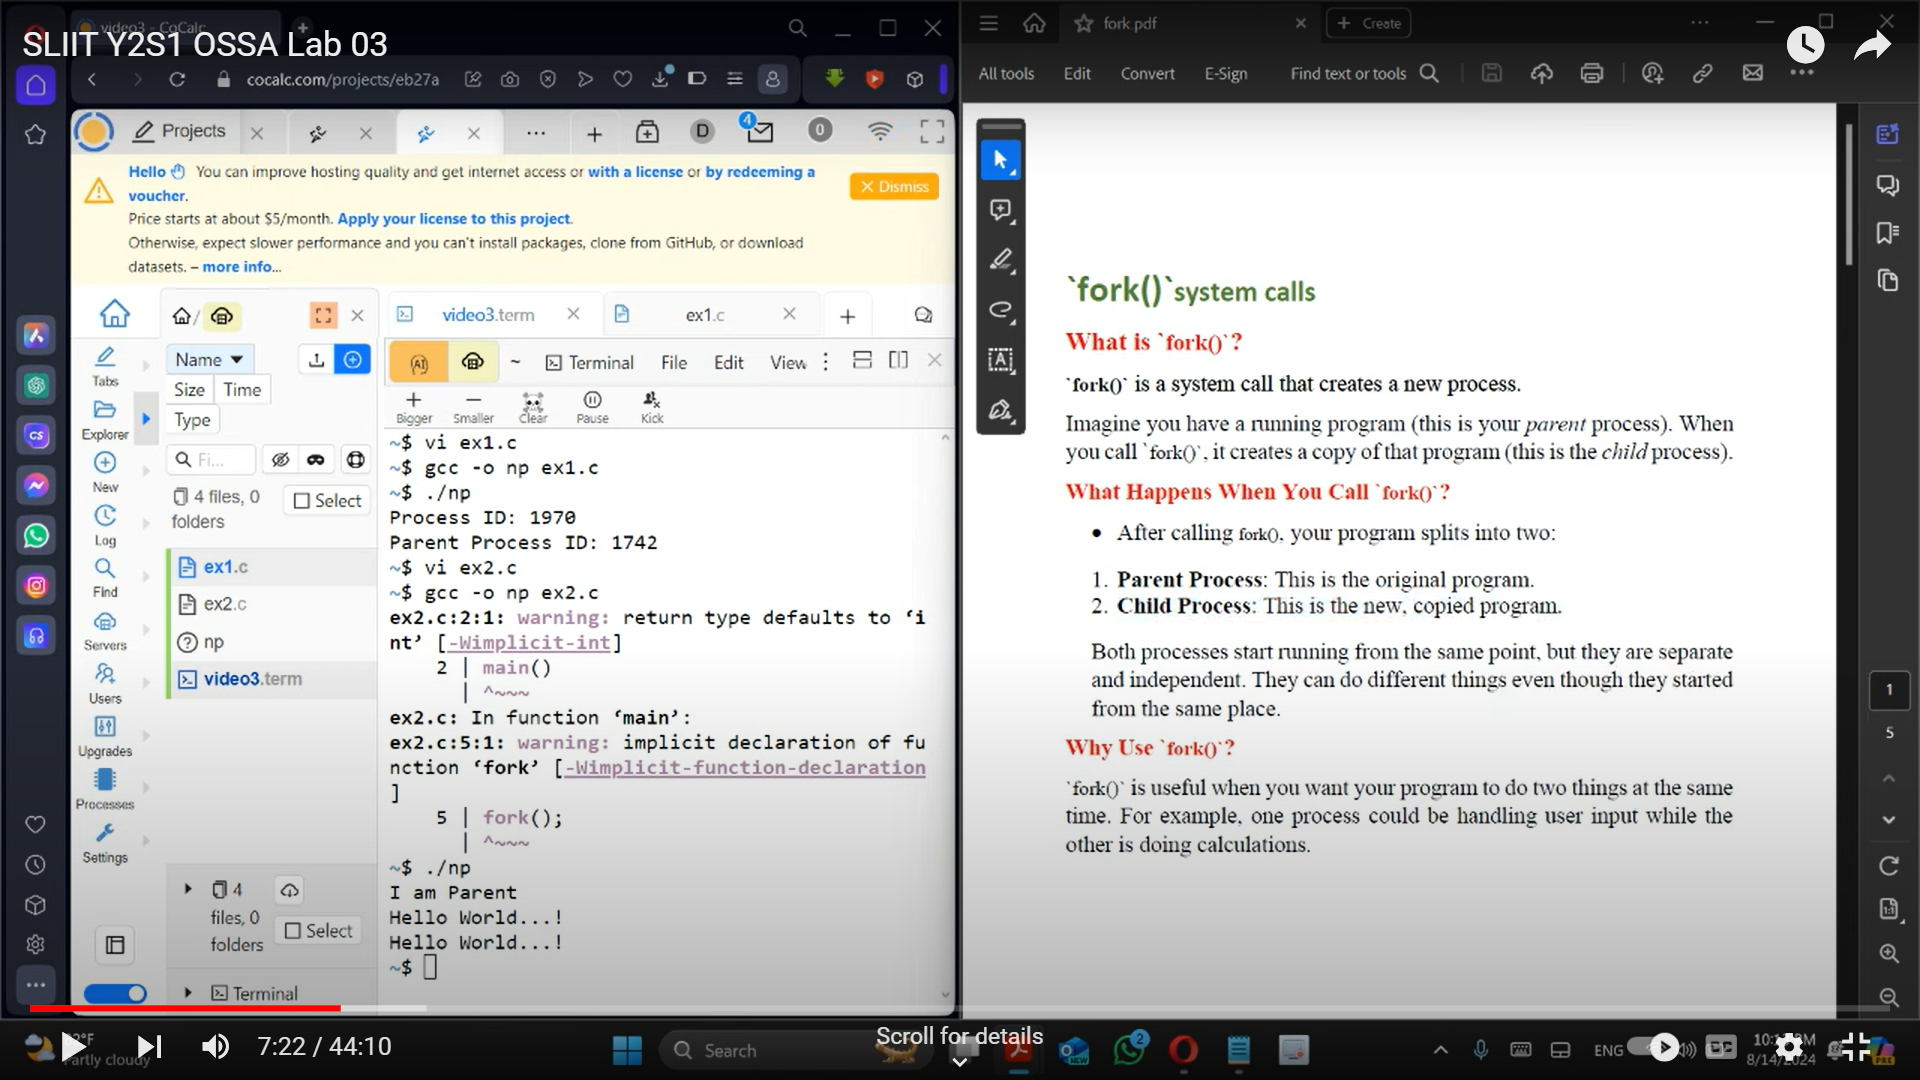 video3 - CoCalc
SLIIT Y2S1 OSSA Lab 03
cocalc.com/projects/eb27a
Projects
D
4
0
Hello You can improve hosting quality and get internet access or with a license or by redeeming a
voucher.
Price starts at about $5/month. Apply your license to this project.
Otherwise, expect slower performance and you can't install packages, clone from GitHub, or download
datasets. – more info...
Dismiss
Tabs
Explorer
New
Log
Find
Servers
Users
Upgrades
Processes
Settings
/
Name
Size
Time
Type
Fi...
4 files, 0
folders
Select
ex1.c
ex2.c
np
video3.term
4
files, 0
folders
Select
Terminal
video3.term
ex1.c
~
Terminal
File
Edit
View
Bigger
Smaller
Clear
Pause
Kick
~$ vi ex1.c
~$ gcc -o np ex1.c
~$ ./np
Process ID: 1970
Parent Process ID: 1742
~$ vi ex2.c
~$ gcc -o np ex2.c
ex2.c:2:1: warning: return type defaults to ‘i
nt’ [-Wimplicit-int]
2 | main()
| ^~~~
ex2.c: In function ‘main’:
ex2.c:5:1: warning: implicit declaration of fu
nction ‘fork’ [-Wimplicit-function-declaration
]
5 | fork();
| ^~~~
~$ ./np
I am Parent
Hello World...!
Hello World...!
~$
fork.pdf
Create
All tools
Edit
Convert
E-Sign
Find text or tools
`fork()`system calls
What is `fork()`?
`fork()` is a system call that creates a new process.
Imagine you have a running program (this is your parent process). When
you call `fork()`, it creates a copy of that program (this is the child process).
What Happens When You Call `fork()`?
• After calling fork(), your program splits into two:
1. Parent Process: This is the original program.
2. Child Process: This is the new, copied program.
Both processes start running from the same point, but they are separate
and independent. They can do different things even though they started
from the same place.
Why Use `fork()`?
`fork()` is useful when you want your program to do two things at the same
time. For example, one process could be handling user input while the
other is doing calculations.
1
5
Partly cloudy
7:22 / 44:10
Search
Scroll for details
2
ENG
8/14/2024